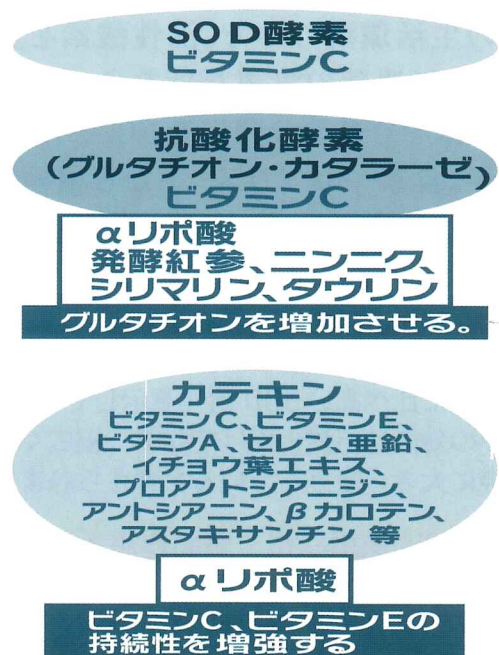 SOD酵素
ビタミンC
抗酸化酵素
(グルタチオン・カタラーゼ)
ビタミンC
αリポ酸
発酵紅参、ニンニク、
シリマリン、タウリン
グルタチオンを増加させる。
カテキン
ビタミンC、ビタミンE、
ビタミンA、セレン、亜鉛、
イチョウ葉エキス、
プロアントシアニジン、
アントシアニン、βカロテン、
アスタキサンチン 等
αリポ酸
ビタミンC、ビタミンEの
持続性を増強する